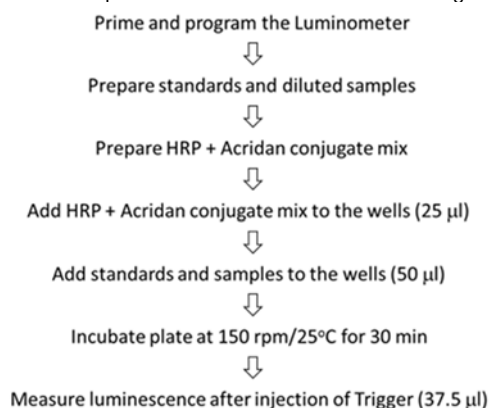 Prime and program the Luminometer
Prepare standards and diluted samples
Prepare HRP + Acridan conjugate mix
Add HRP + Acridan conjugate mix to the wells (25 µl)
Add standards and samples to the wells (50 µl)
Incubate plate at 150 rpm/25ºC for 30 min
Measure luminescence after injection of Trigger (37.5 µl)